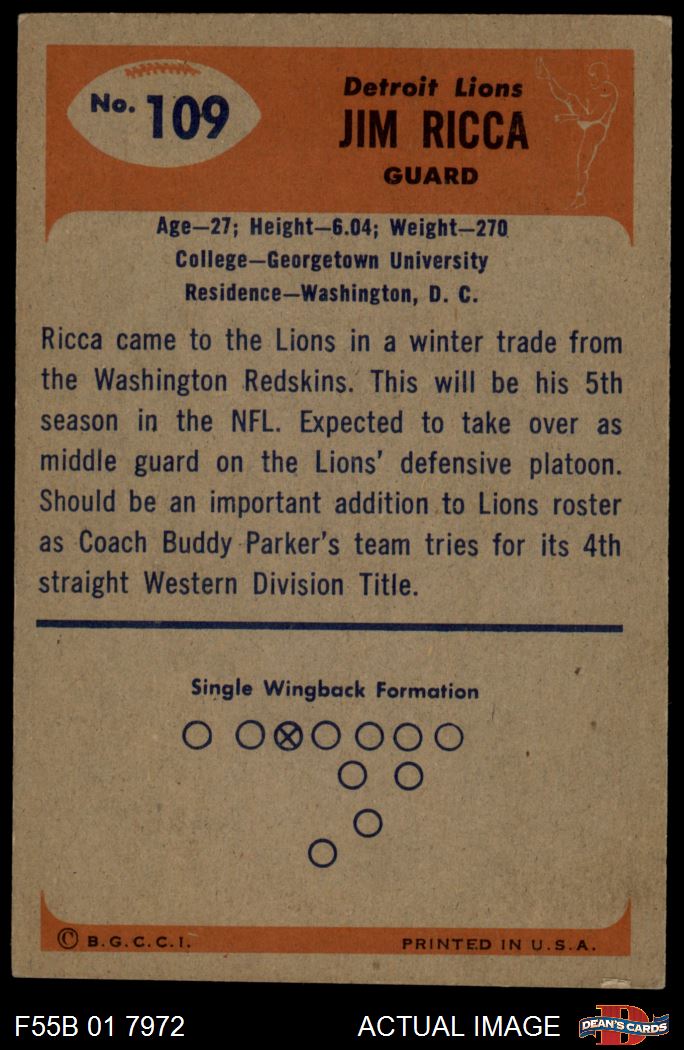 No. 109
Detroit Lions
JIM RICCA
GUARD
Age—27; Height—6.04; Weight—270
College—Georgetown University
Residence—Washington, D. C.
Ricca came to the Lions in a winter trade from
the Washington Redskins. This will be his 5th
season in the NFL. Expected to take over as
middle guard on the Lions' defensive platoon.
Should be an important addition to Lions roster
as Coach Buddy Parker's team tries for its 4th
straight Western Division Title.
Single Wingback Formation
© B.G.C.C.I.
PRINTED IN U.S.A.
F55B 01 7972
ACTUAL IMAGE
D
DEAN'S CARDS